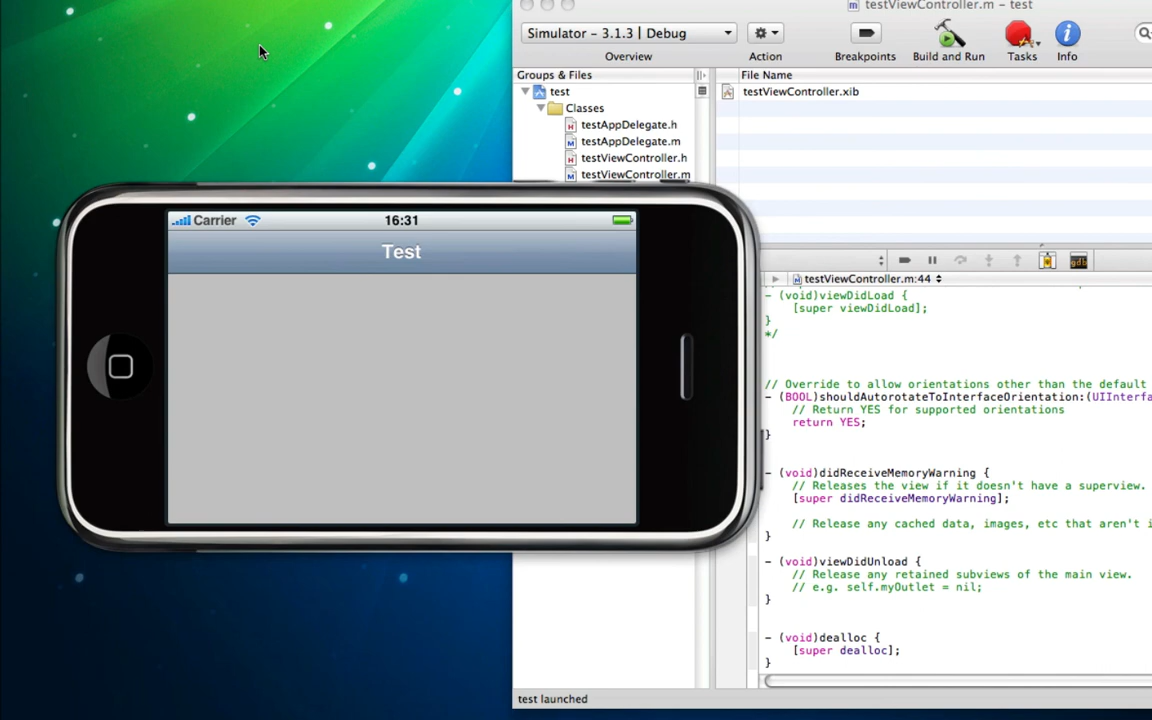 testViewController.m – test
Simulator – 3.1.3 | Debug
Overview
Action
Breakpoints
Build and Run
Tasks
Info
Groups & Files
File Name
test
testViewController.xib
Classes
testAppDelegate.h
testAppDelegate.m
testViewController.h
testViewController.m
Carrier
16:31
Test
gdb
testViewController.m:44
- (void)viewDidLoad {
[super viewDidLoad];
}
*/
// Override to allow orientations other than the default
- (BOOL)shouldAutorotateToInterfaceOrientation:(UIInterfa
// Return YES for supported orientations
return YES;
}
- (void)didReceiveMemoryWarning {
// Releases the view if it doesn't have a superview.
[super didReceiveMemoryWarning];
// Release any cached data, images, etc that aren't i
}
- (void)viewDidUnload {
// Release any retained subviews of the main view.
// e.g. self.myOutlet = nil;
}
- (void)dealloc {
[super dealloc];
}
test launched